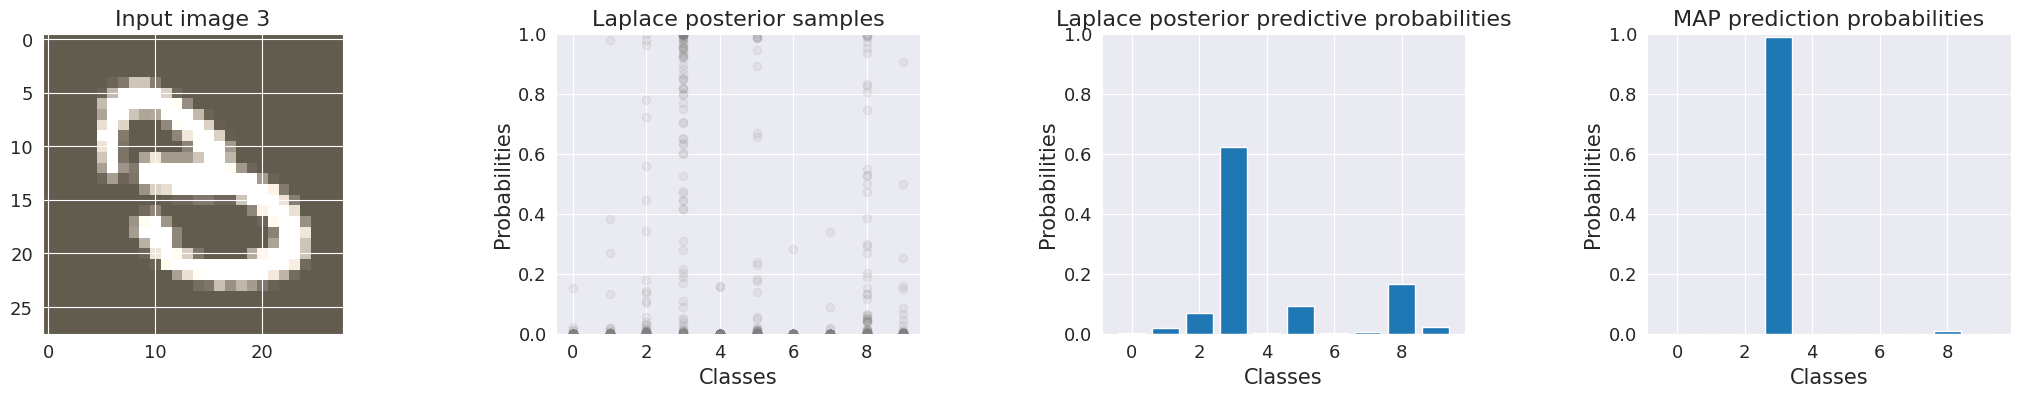 Input image 3
0
5
10
15
20
25
0 10 20
Laplace posterior samples
1.0
0.8
0.6
0.4
0.2
0.0
Probabilities
0 2 4 6 8
Classes
Laplace posterior predictive probabilities
1.0
0.8
0.6
0.4
0.2
0.0
Probabilities
0 2 4 6 8
Classes
MAP prediction probabilities
1.0
0.8
0.6
0.4
0.2
0.0
Probabilities
0 2 4 6 8
Classes